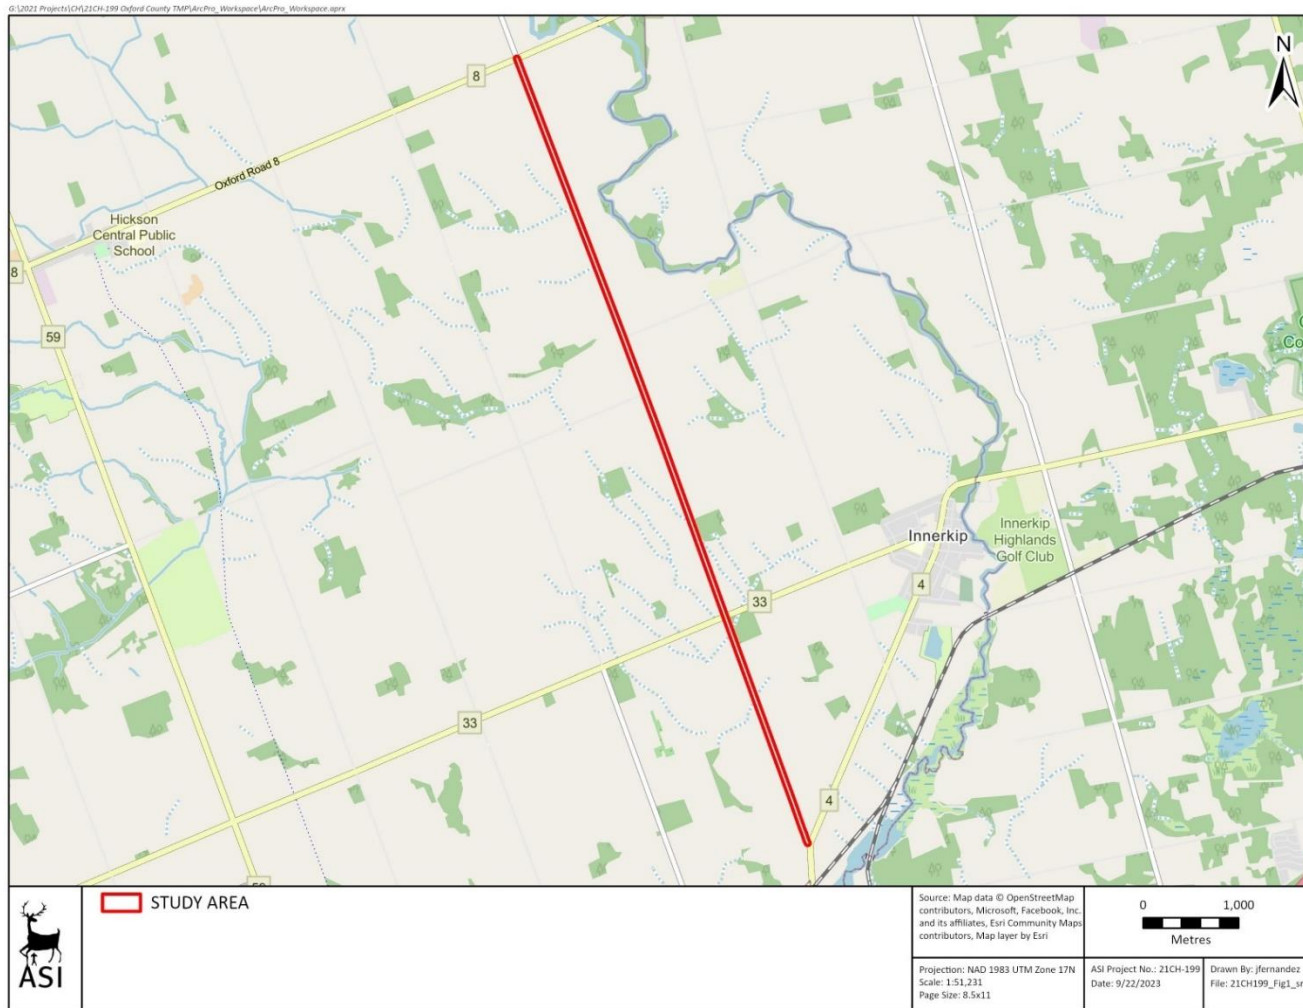 G:\2021 Projects\CH\21CH-199 Oxford County TMP\ArcPro_Workspace\ArcPro_Workspace.aprx
N
8
Oxford Road 8
Hickson
Central Public
School
8
59
Innerkip
Innerkip
Highlands
Golf Club
4
33
33
4
STUDY AREA
ASI
Source: Map data © OpenStreetMap
contributors, Microsoft, Facebook, Inc.
and its affiliates, Esri Community Maps
contributors, Map layer by Esri
0 1,000
Metres
Projection: NAD 1983 UTM Zone 17N
Scale: 1:51,231
Page Size: 8.5x11
ASI Project No.: 21CH-199
Date: 9/22/2023
Drawn By: jfernandez
File: 21CH199_Fig1_sr